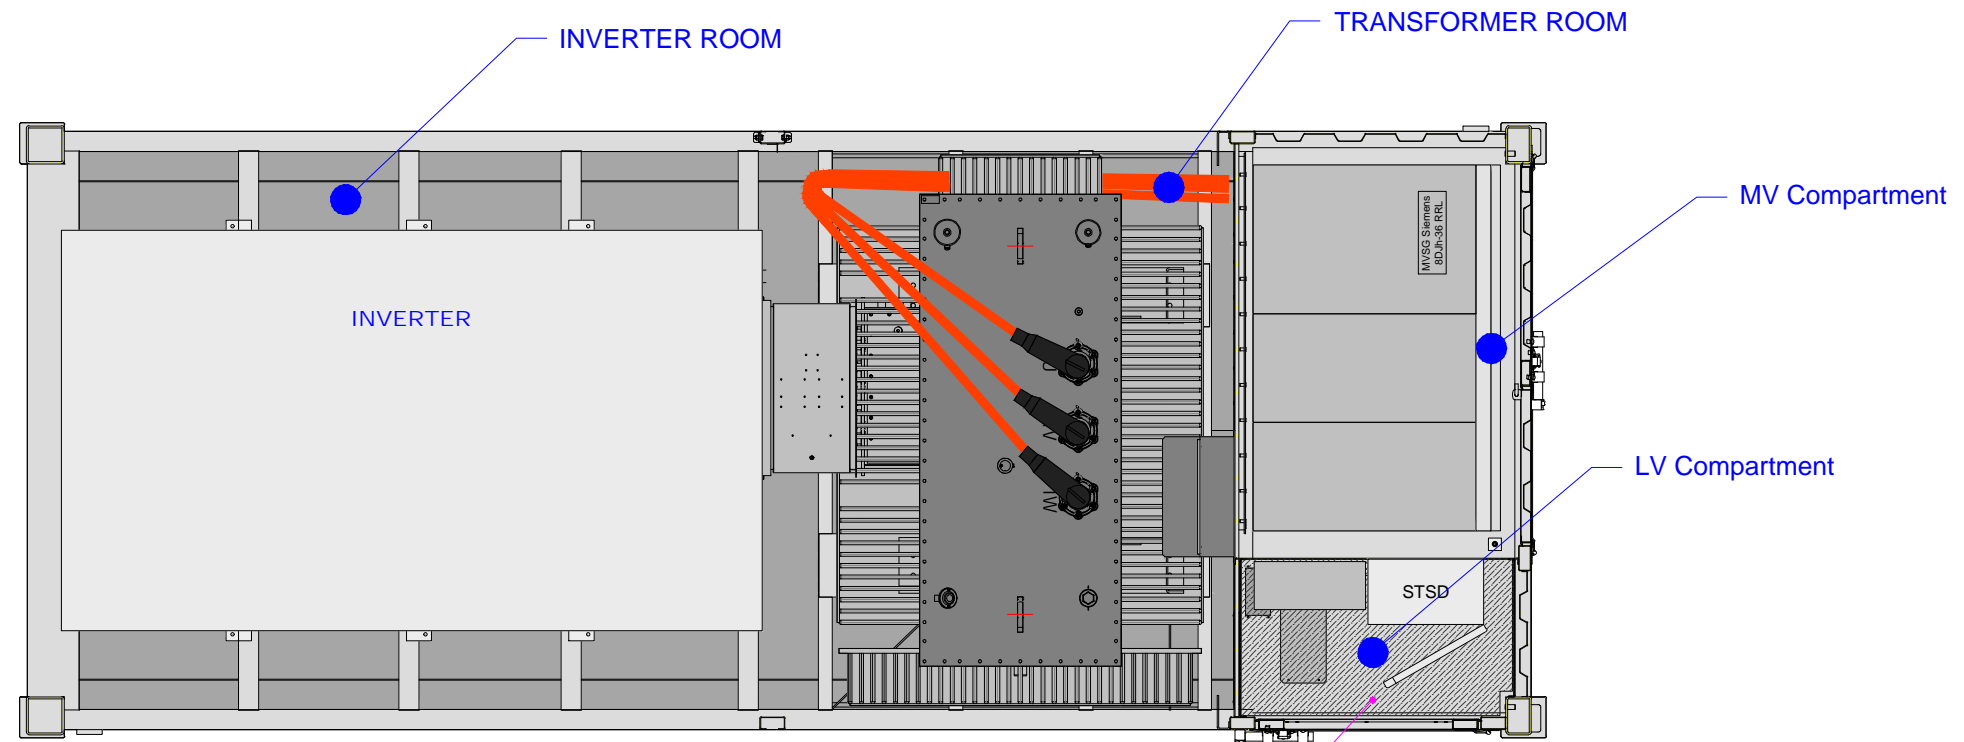 TRANSFORMER ROOM
INVERTER ROOM
MV Compartment
MVSG Siemens
8DJh-36 RRL
INVERTER
LV Compartment
STSD